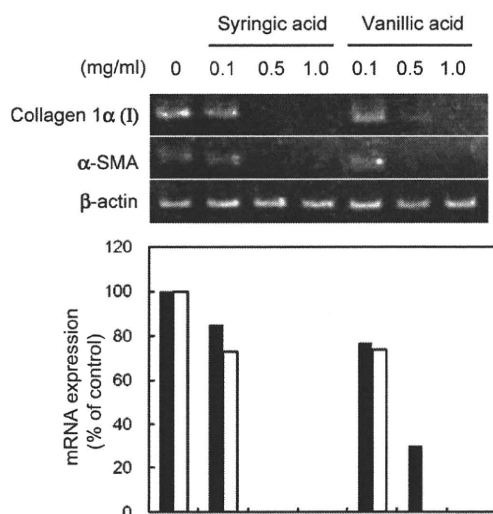 Syringic acid Vanillic acid
(mg/ml) 0 0.1 0.5 1.0 0.1 0.5 1.0
Collagen 1α (I)
α-SMA
β-actin
mRNA expression
(% of control)
120
100
80
60
40
20
0